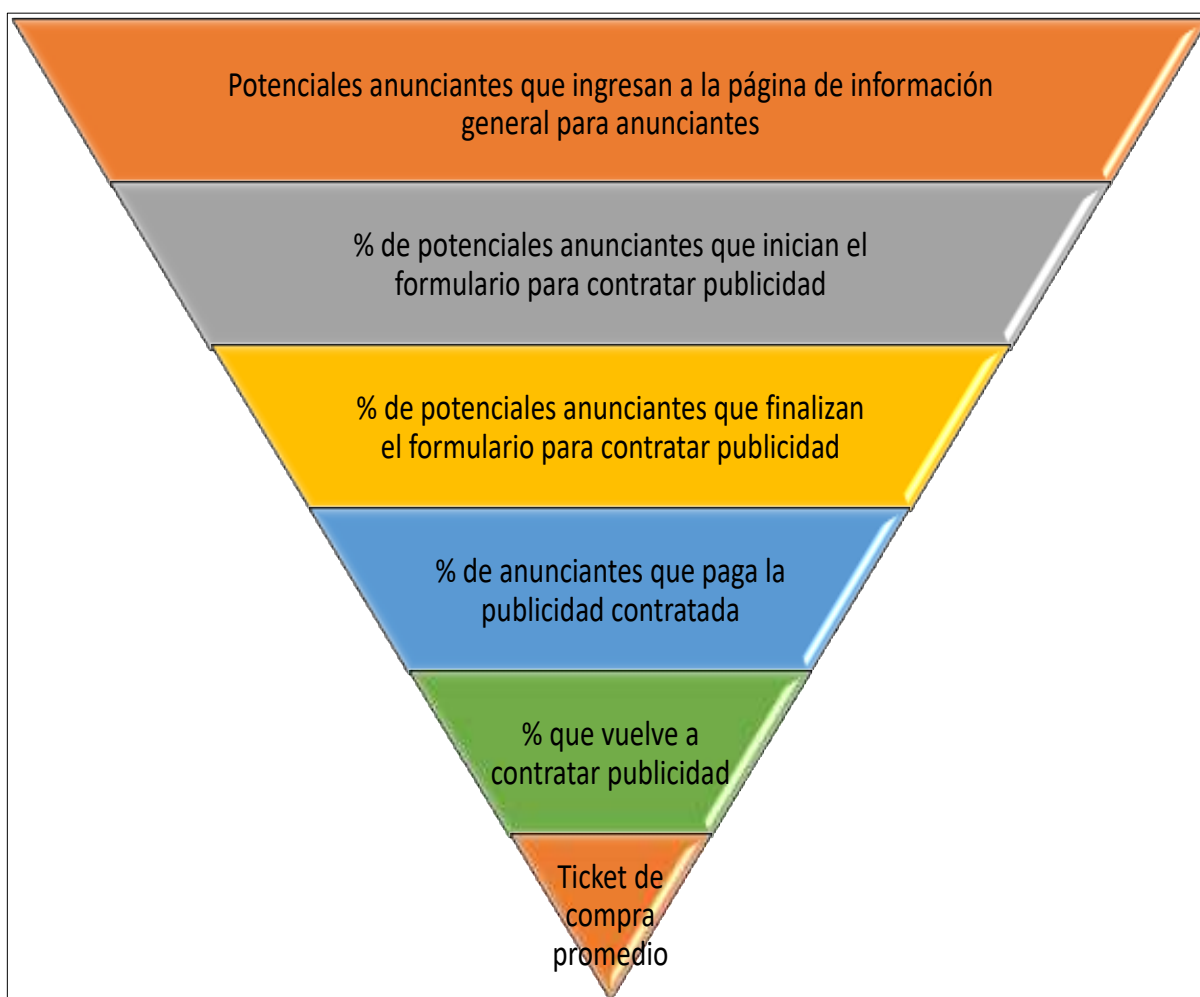 Potenciales anunciantes que ingresan a la página de información
general para anunciantes
% de potenciales anunciantes que inician el
formulario para contratar publicidad
% de potenciales anunciantes que finalizan
el formulario para contratar publicidad
% de anunciantes que paga la
publicidad contratada
% que vuelve a
contratar publicidad
Ticket de
compra
promedio